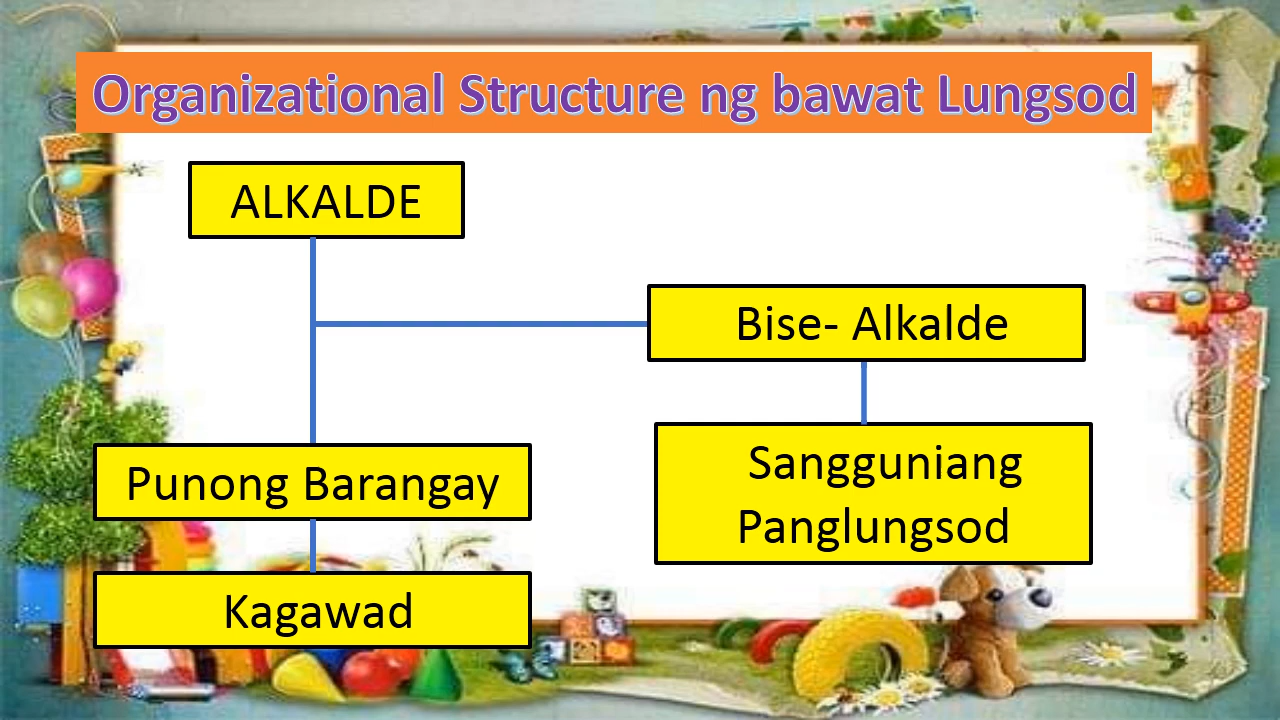 Organizational Structure ng bawat Lungsod
ALKALDE
Bise- Alkalde
Punong Barangay
Sangguniang
Panglungsod
Kagawad